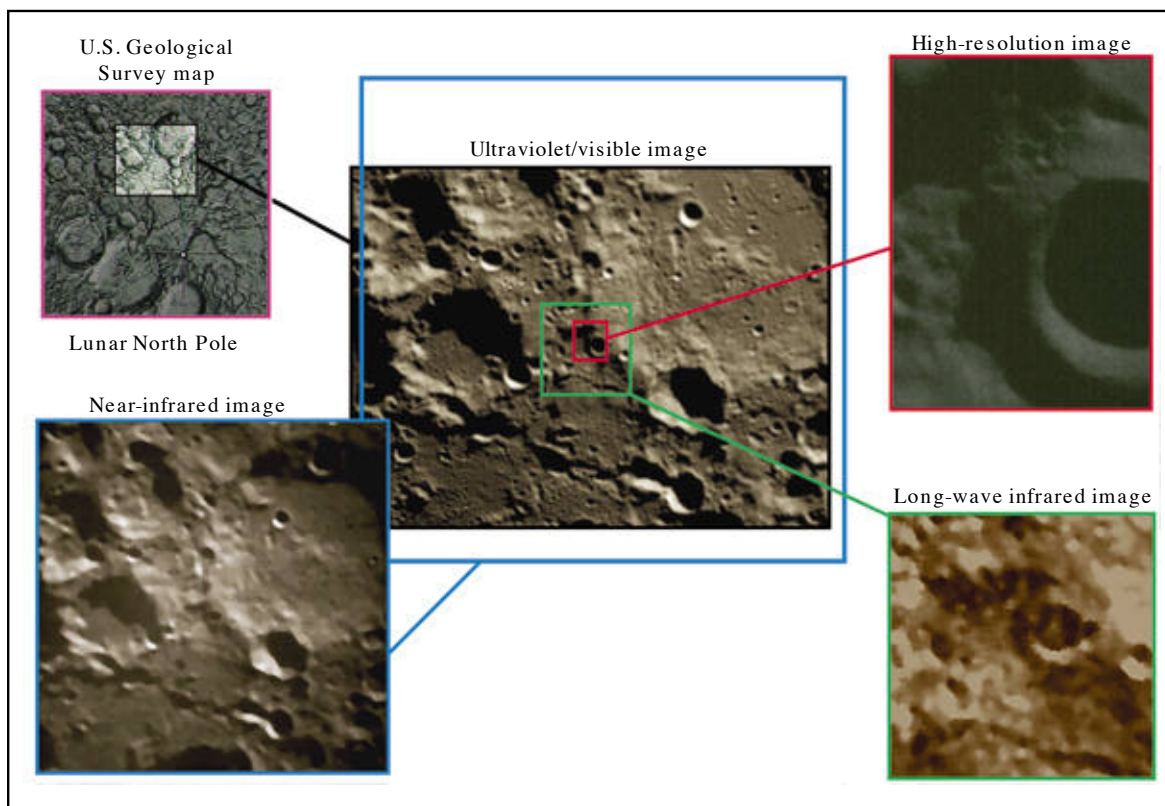 U.S. Geological
Survey map
High-resolution image
Ultraviolet/visible image
Lunar North Pole
Near-infrared image
Long-wave infrared image